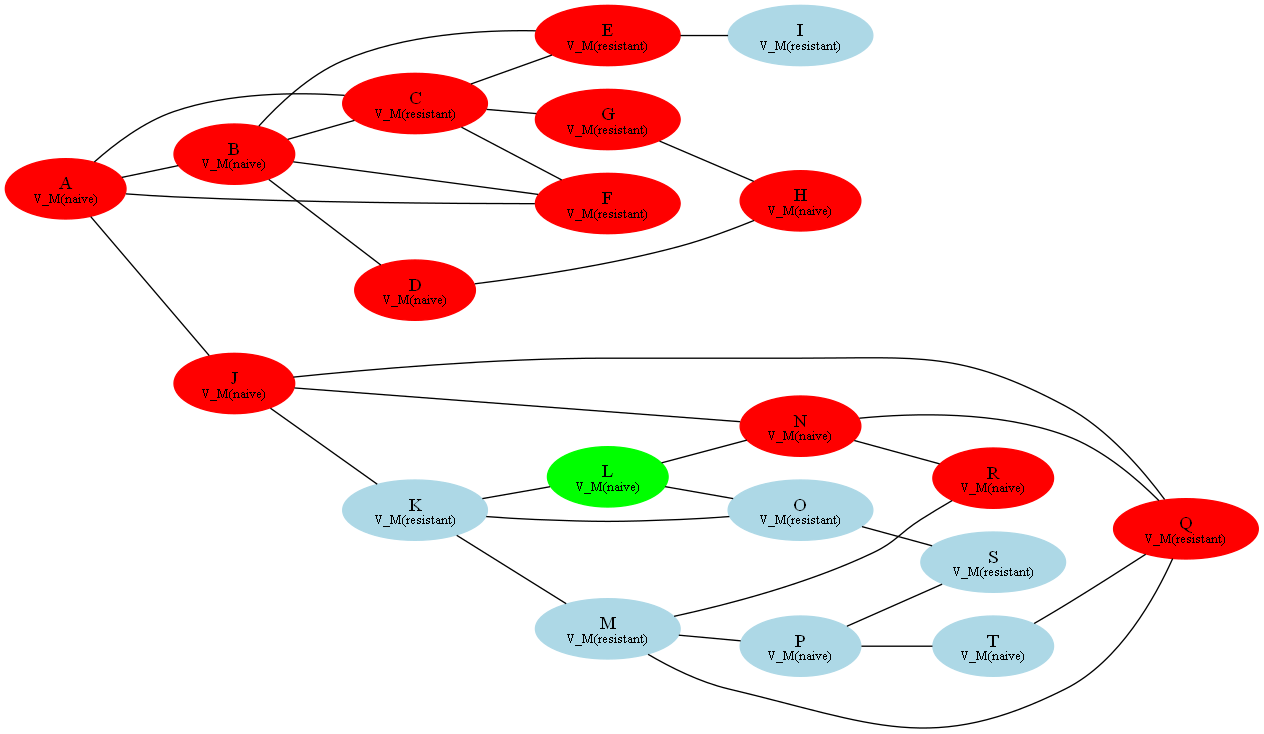 E
V_M(resistant)
I
V_M(resistant)
C
V_M(resistant)
G
V_M(resistant)
B
V_M(naive)
A
V_M(naive)
H
V_M(naive)
F
V_M(resistant)
D
V_M(naive)
J
V_M(naive)
N
V_M(naive)
L
V_M(naive)
R
V_M(naive)
K
V_M(resistant)
O
V_M(resistant)
Q
V_M(resistant)
S
V_M(resistant)
M
V_M(resistant)
P
V_M(naive)
T
V_M(naive)